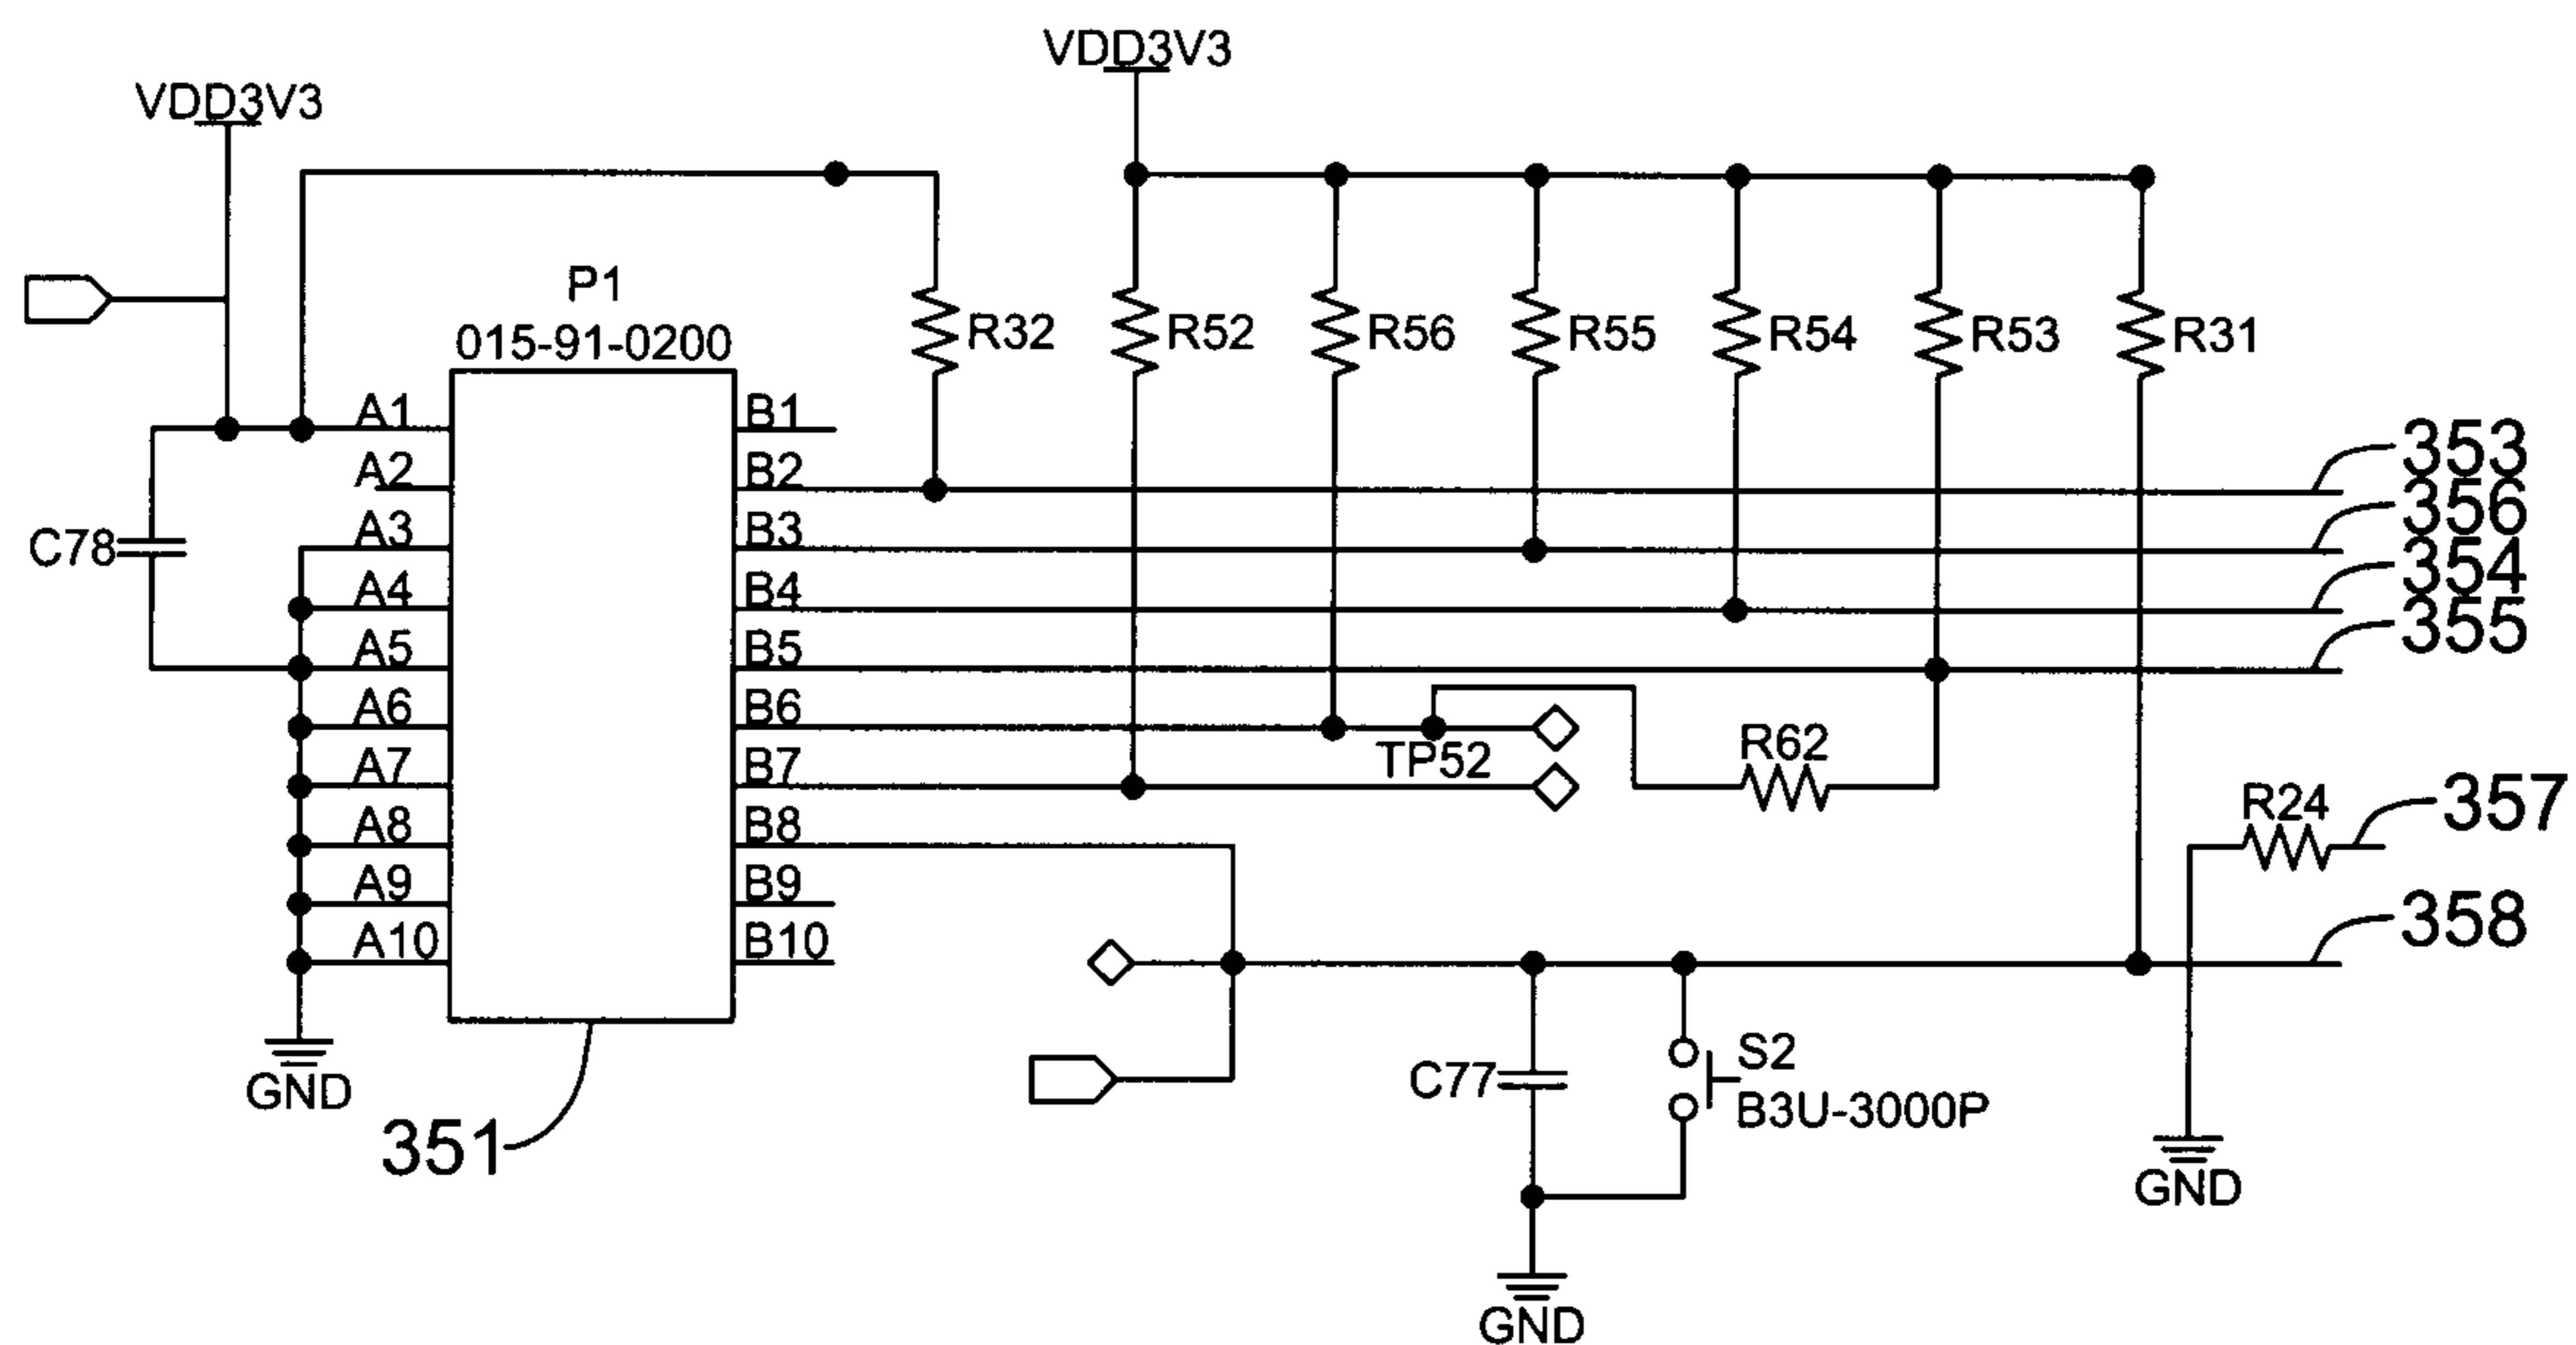 VDD3V3
VDD3V3
P1
015-91-0200
R32
R52
R56
R55
R54
R53
R31
A1
B1
353
A2
B2
356
C78
A3
B3
354
A4
B4
355
A5
B5
A6
B6
TP52
R62
A7
B7
R24
357
A8
B8
A9
B9
358
A10
B10
GND
351
C77
S2
B3U-3000P
GND
GND